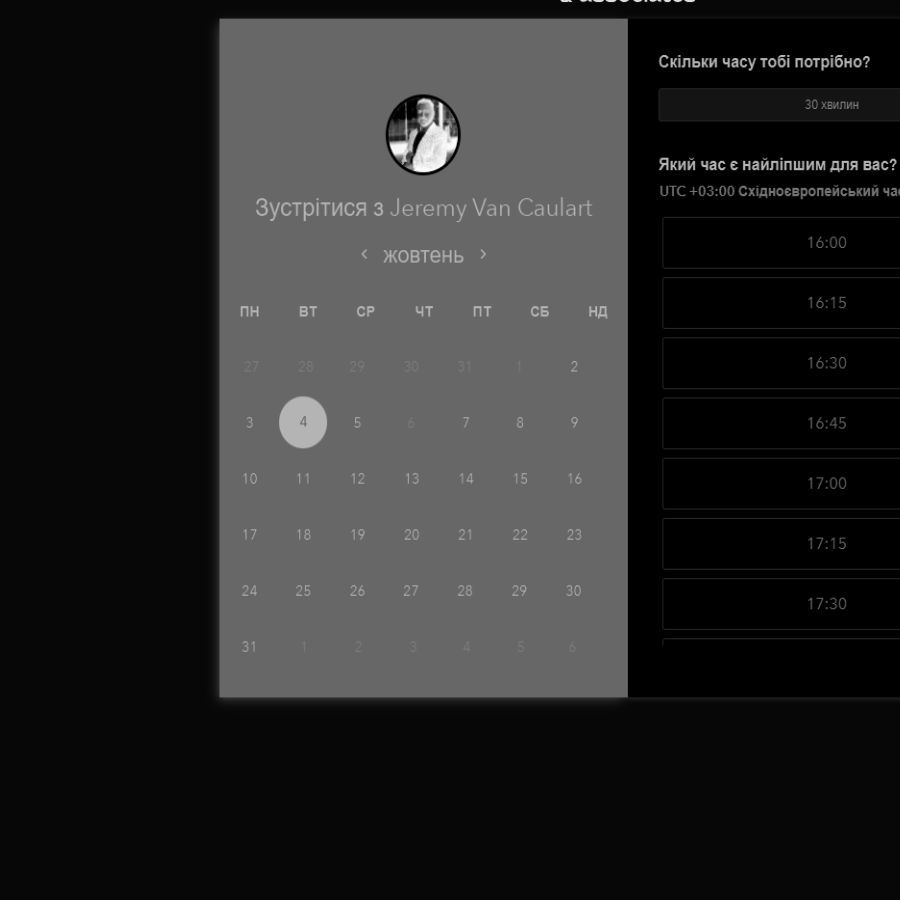 & associates
Зустрітися з Jeremy Van Caulart
‹ жовтень ›
ПН ВТ СР ЧТ ПТ СБ НД
27 28 29 30 31 1 2
3 4 5 6 7 8 9
10 11 12 13 14 15 16
17 18 19 20 21 22 23
24 25 26 27 28 29 30
31 1 2 3 4 5 6
Скільки часу тобі потрібно?
30 хвилин
Який час є найліпшим для вас?
UTC +03:00 Східноєвропейський
16:00
16:15
16:30
16:45
17:00
17:15
17:30